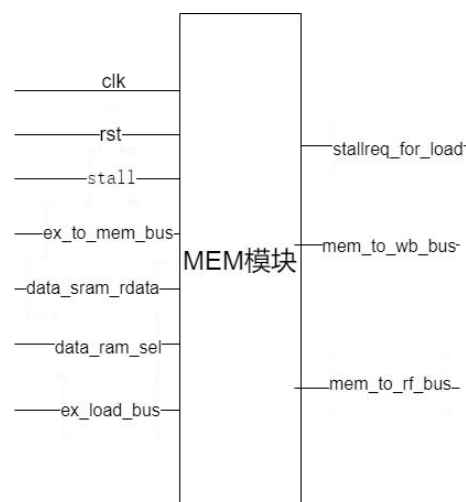 clk
rst
stall
ex_to_mem_bus
data_sram_rdata
data_ram_sel
ex_load_bus
MEM模块
stallreq_for_load
mem_to_wb_bus
mem_to_rf_bus